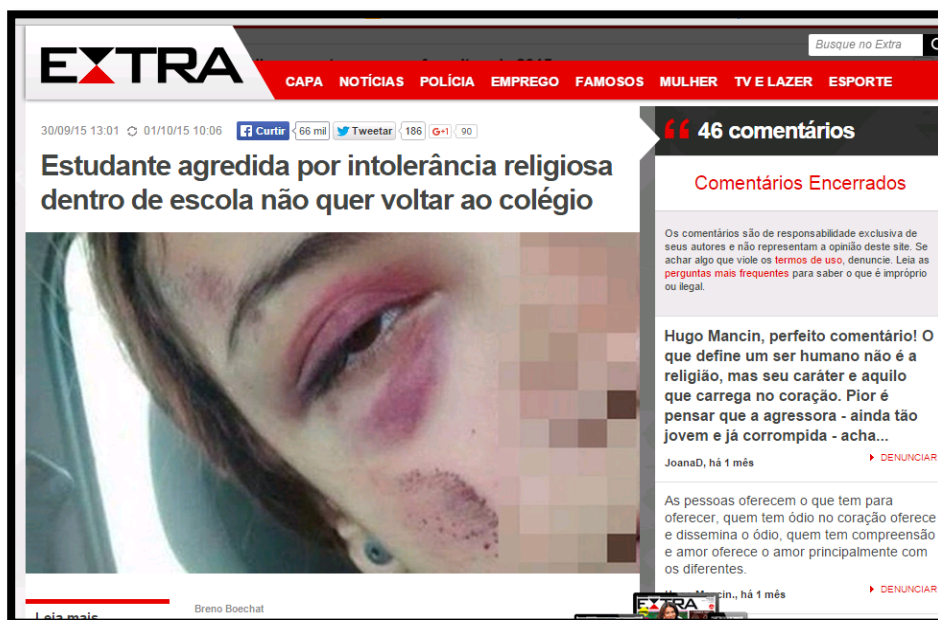 EXTRA
Busque no Extra
CAPA NOTÍCIAS POLÍCIA EMPREGO FAMOSOS MULHER TV E LAZER ESPORTE
30/09/15 13:01 01/10/15 10:06 Curtir 66 mil Tweetar 186 G+1 90
Estudante agredida por intolerância religiosa
dentro de escola não quer voltar ao colégio
Breno Boechat
Leia mais
46 comentários
Comentários Encerrados
Os comentários são de responsabilidade exclusiva de
seus autores e não representam a opinião deste site. Se
achar algo que viole os termos de uso, denuncie. Leia as
perguntas mais frequentes para saber o que é impróprio
ou ilegal.
Hugo Mancin, perfeito comentário! O
que define um ser humano não é a
religião, mas seu caráter e aquilo
que carrega no coração. Pior é
pensar que a agressora - ainda tão
jovem e já corrompida - acha...
JoanaD, há 1 mês
DENUNCIAR
As pessoas oferecem o que tem para
oferecer, quem tem ódio no coração oferece
e dissemina o ódio, quem tem compreensão
e amor oferece o amor principalmente com
os diferentes.
há 1 mês
DENUNCIAR
EXTRA